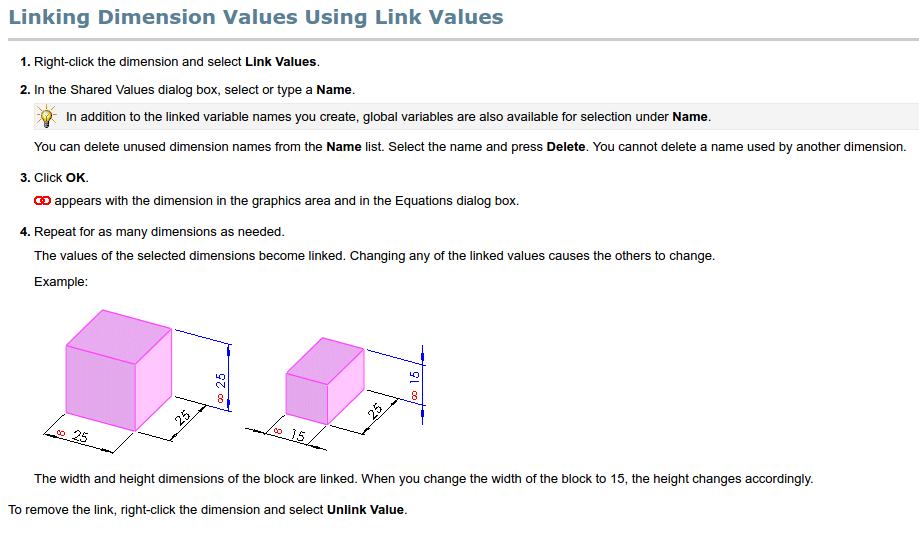 Linking Dimension Values Using Link Values
1. Right-click the dimension and select Link Values.
2. In the Shared Values dialog box, select or type a Name.
In addition to the linked variable names you create, global variables are also available for selection under Name.
You can delete unused dimension names from the Name list. Select the name and press Delete. You cannot delete a name used by another dimension.
3. Click OK.
appears with the dimension in the graphics area and in the Equations dialog box.
4. Repeat for as many dimensions as needed.
The values of the selected dimensions become linked. Changing any of the linked values causes the others to change.
Example:
25
25
25
15
25
15
The width and height dimensions of the block are linked. When you change the width of the block to 15, the height changes accordingly.
To remove the link, right-click the dimension and select Unlink Value.